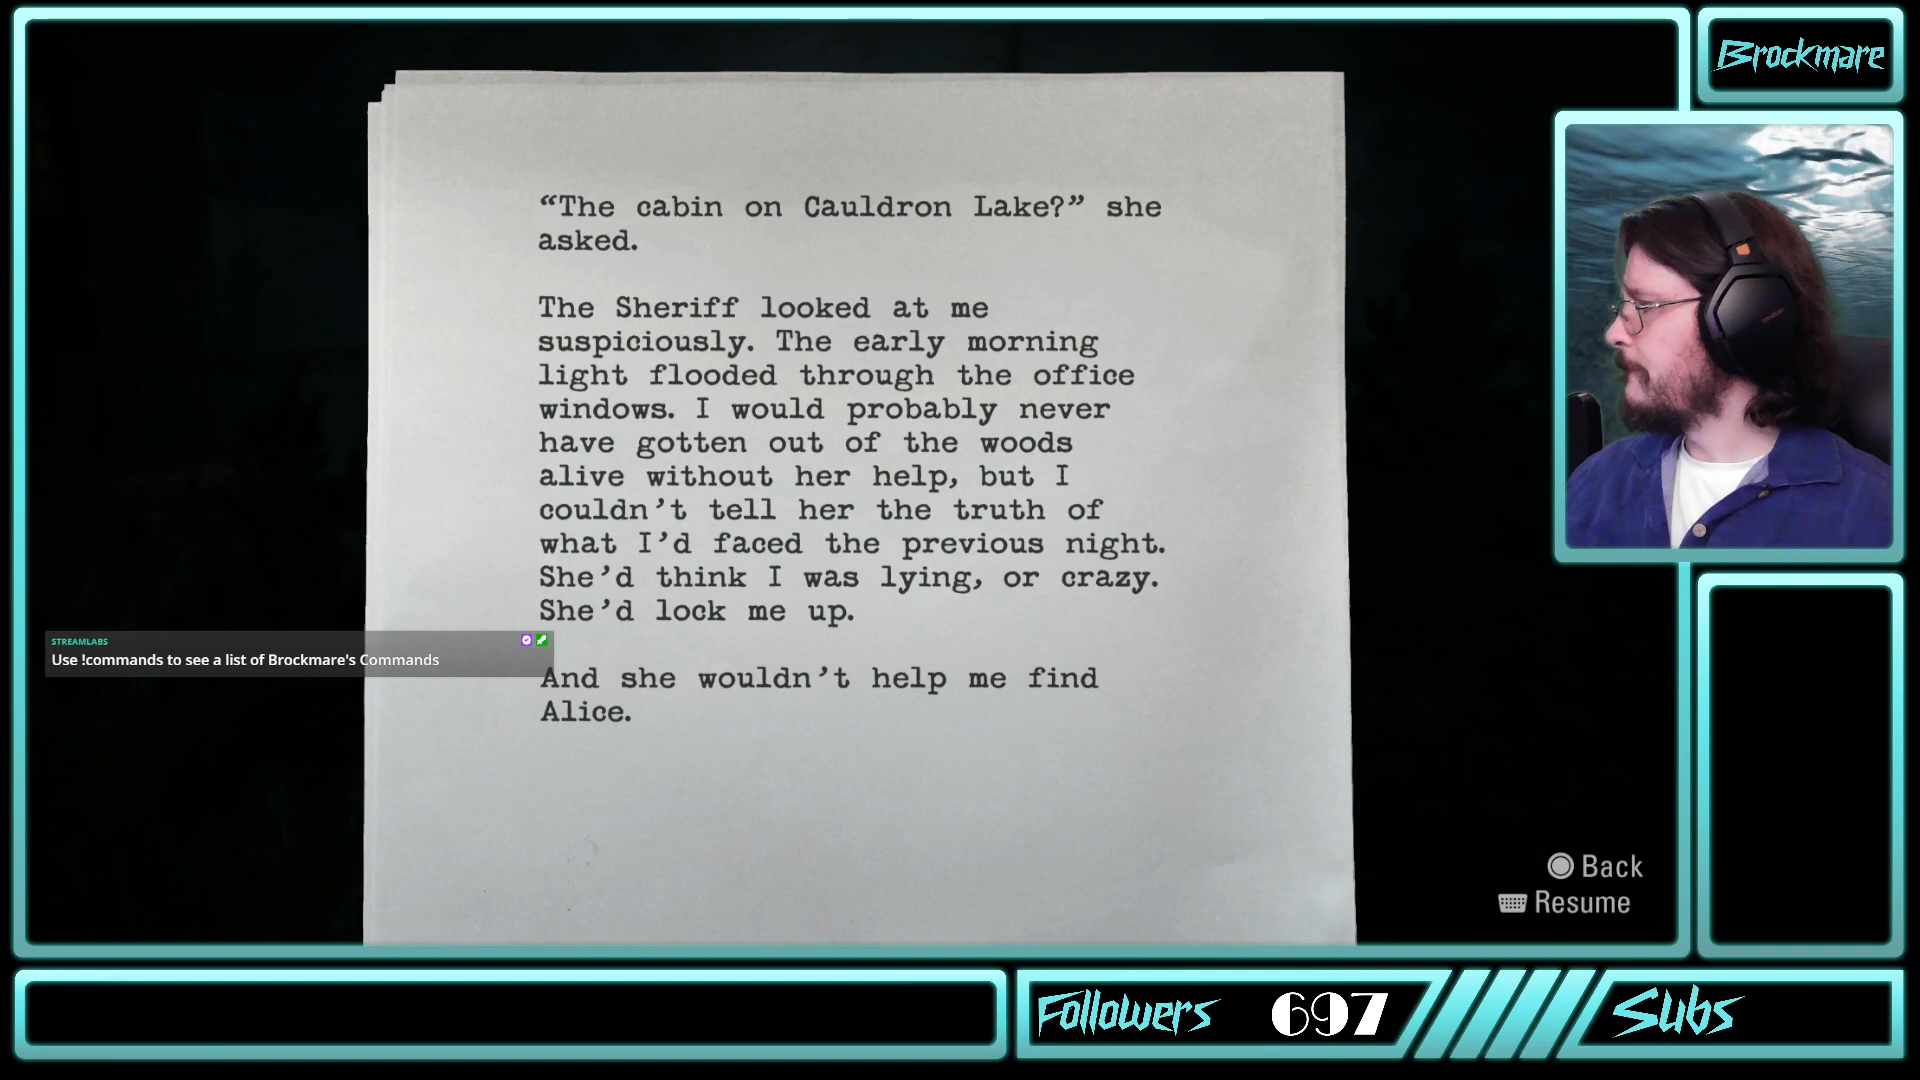 Brockmare
“The cabin on Cauldron Lake?” she
asked.
The Sheriff looked at me
suspiciously. The early morning
light flooded through the office
windows. I would probably never
have gotten out of the woods
alive without her help, but I
couldn’t tell her the truth of
what I’d faced the previous night.
She’d think I was lying, or crazy.
She’d lock me up.
And she wouldn’t help me find
Alice.
STREAMLABS
Use !commands to see a list of Brockmare's Commands
Back
Resume
Followers 697
Subs